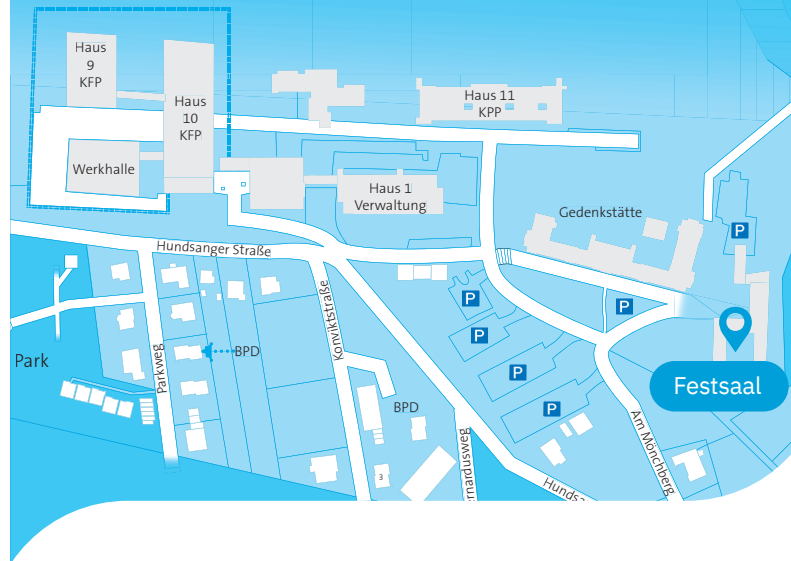 Haus
9
KFP
Haus
10
KFP
Haus 11
KPP
Werkhalle
Haus 1
Verwaltung
Gedenkstätte
P
Hundsanger Straße
Konviktstraße
P
P
P
P
P
Parkweg
BPD
Park
Festsaal
BPD
Am Mönchberg
3